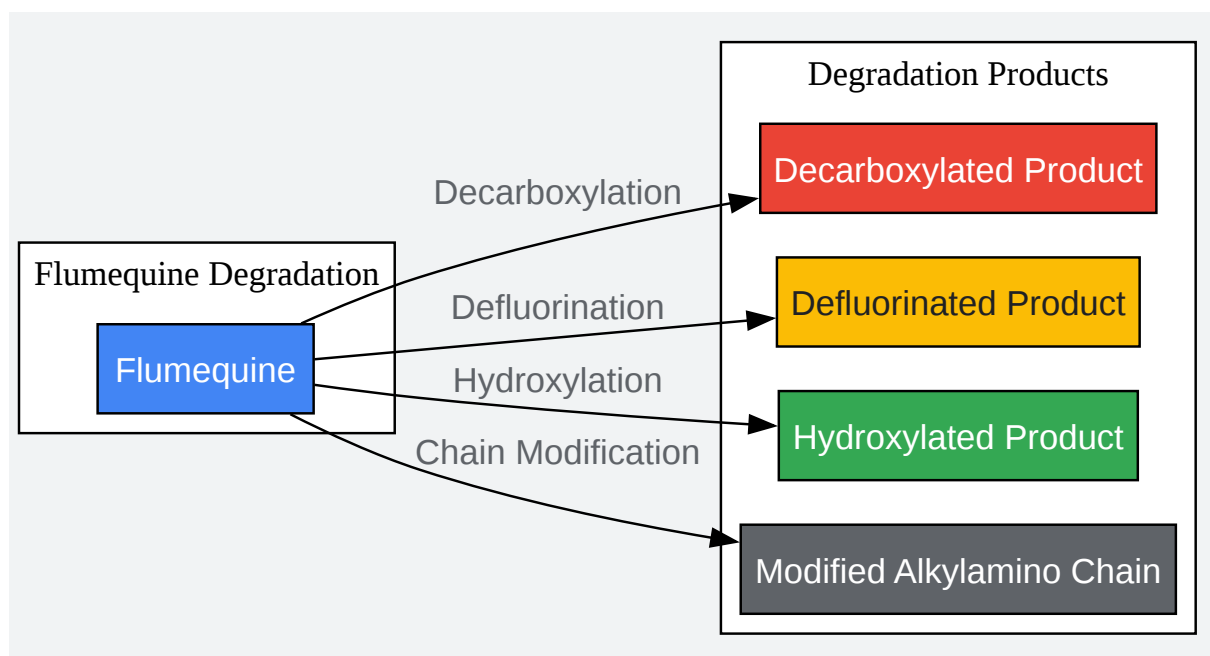 Flumequine Degradation
Flumequine
Decarboxylation
Defluorination
Hydroxylation
Chain Modification
Degradation Products
Decarboxylated Product
Defluorinated Product
Hydroxylated Product
Modified Alkylamino Chain